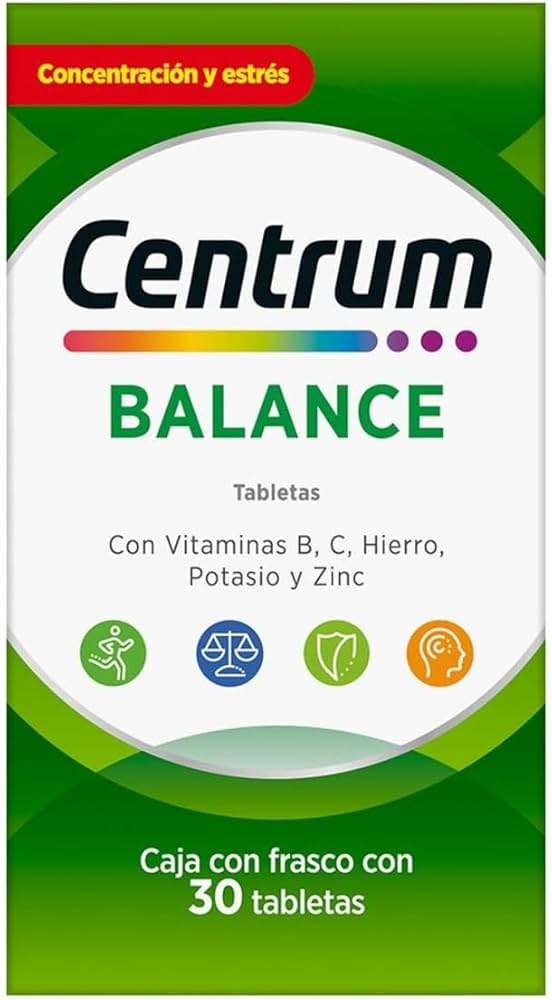 Concentración y estrés
Centrum
BALANCE
Tabletas
Con Vitaminas B, C, Hierro,
Potasio y Zinc
Caja con frasco con
30 tabletas